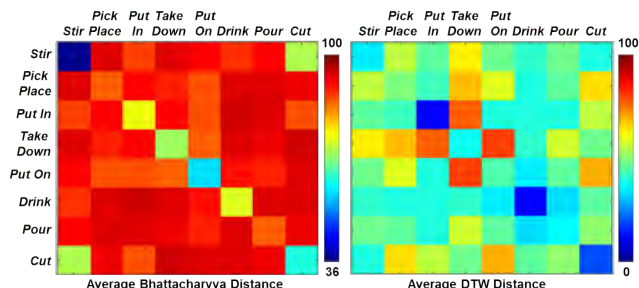 Pick Put Take Put
Stir Place In Down On Drink Pour Cut
Pick Put Take Put
Stir Place In Down On Drink Pour Cut
100
100
Stir
Pick
Place
Put In
Take
Down
Put On
Drink
Pour
Cut
36
0
Average Bhattacharyya Distance
Average DTW Distance